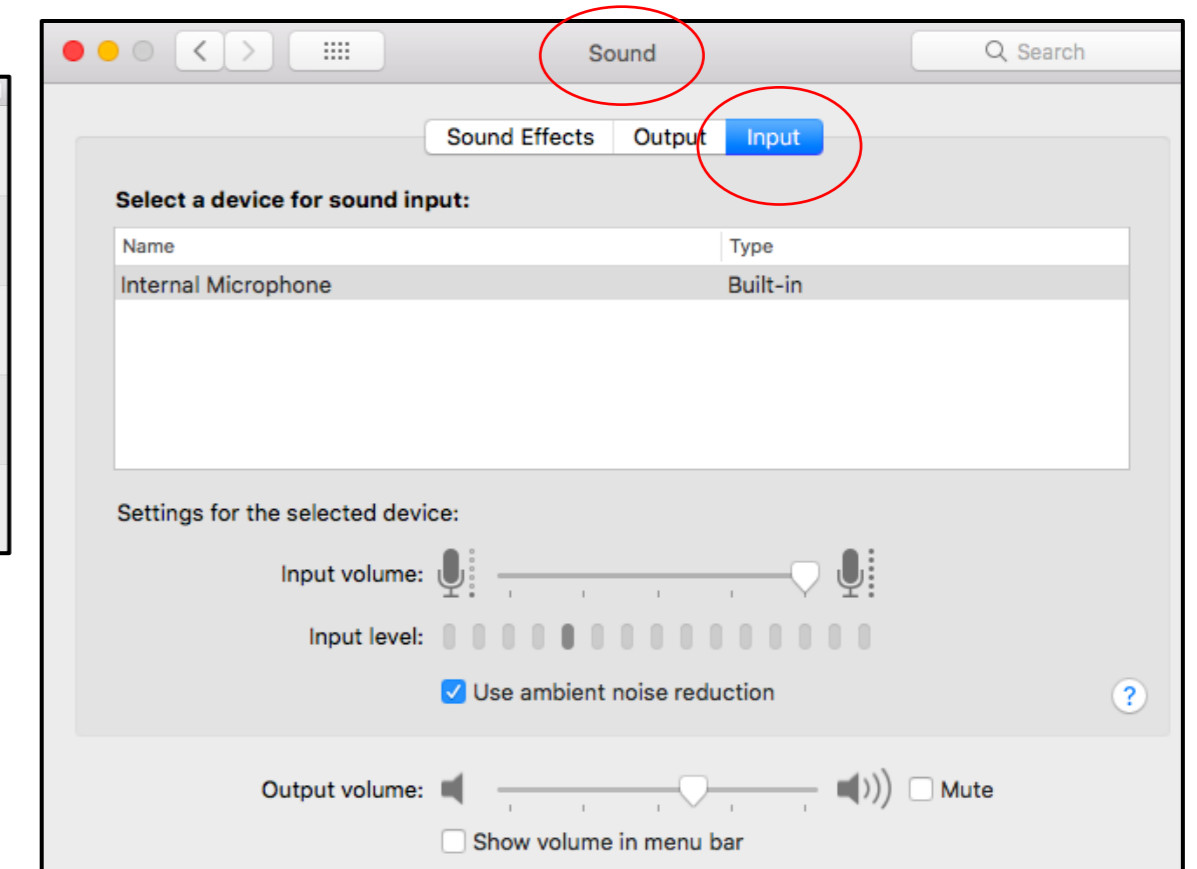 Sound
Search
Sound Effects Output Input
Select a device for sound input:
Name Type
Internal Microphone Built-in
Settings for the selected device:
Input volume:
Input level:
Use ambient noise reduction
?
Output volume: Mute
Show volume in menu bar